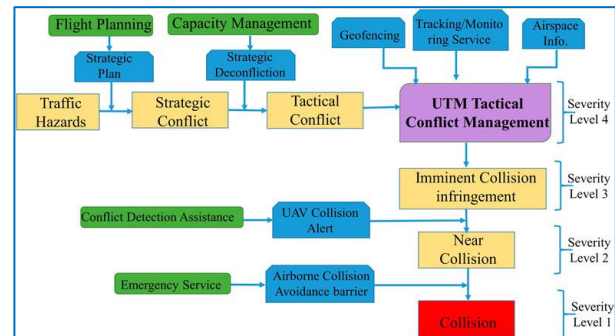 Flight Planning
Capacity Management
Geofencing
Tracking/Monito
ring Service
Airspace
Info.
Strategic
Plan
Strategic
Deconfliction
Traffic
Hazards
Strategic
Conflict
Tactical
Conflict
UTM Tactical
Conflict Management
Severity
Level 4
Imminent Collision
infringement
Severity
Level 3
Conflict Detection Assistance
UAV Collision
Alert
Near
Collision
Severity
Level 2
Emergency Service
Airborne Collision
Avoidance barrier
Collision
Severity
Level 1